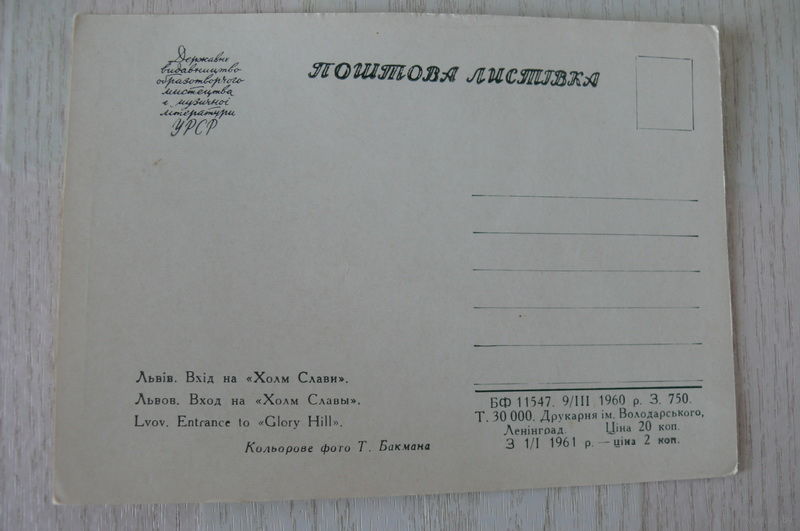 Державне
видавництво
образотворчого
мистецтва
і музичної
літератури
УРСР
ПОШТОВА ЛИСТІВКА
Львів. Вхід на «Холм Слави».
Львов. Вход на «Холм Славы».
Lvov. Entrance to «Glory Hill».
Кольорове фото Т. Бакмана
БФ 11547. 9/III 1960 р. З. 750.
Т. 30 000. Друкарня ім. Володарського,
Ленінград. Ціна 20 коп.
З 1/I 1961 р. — ціна 2 коп.